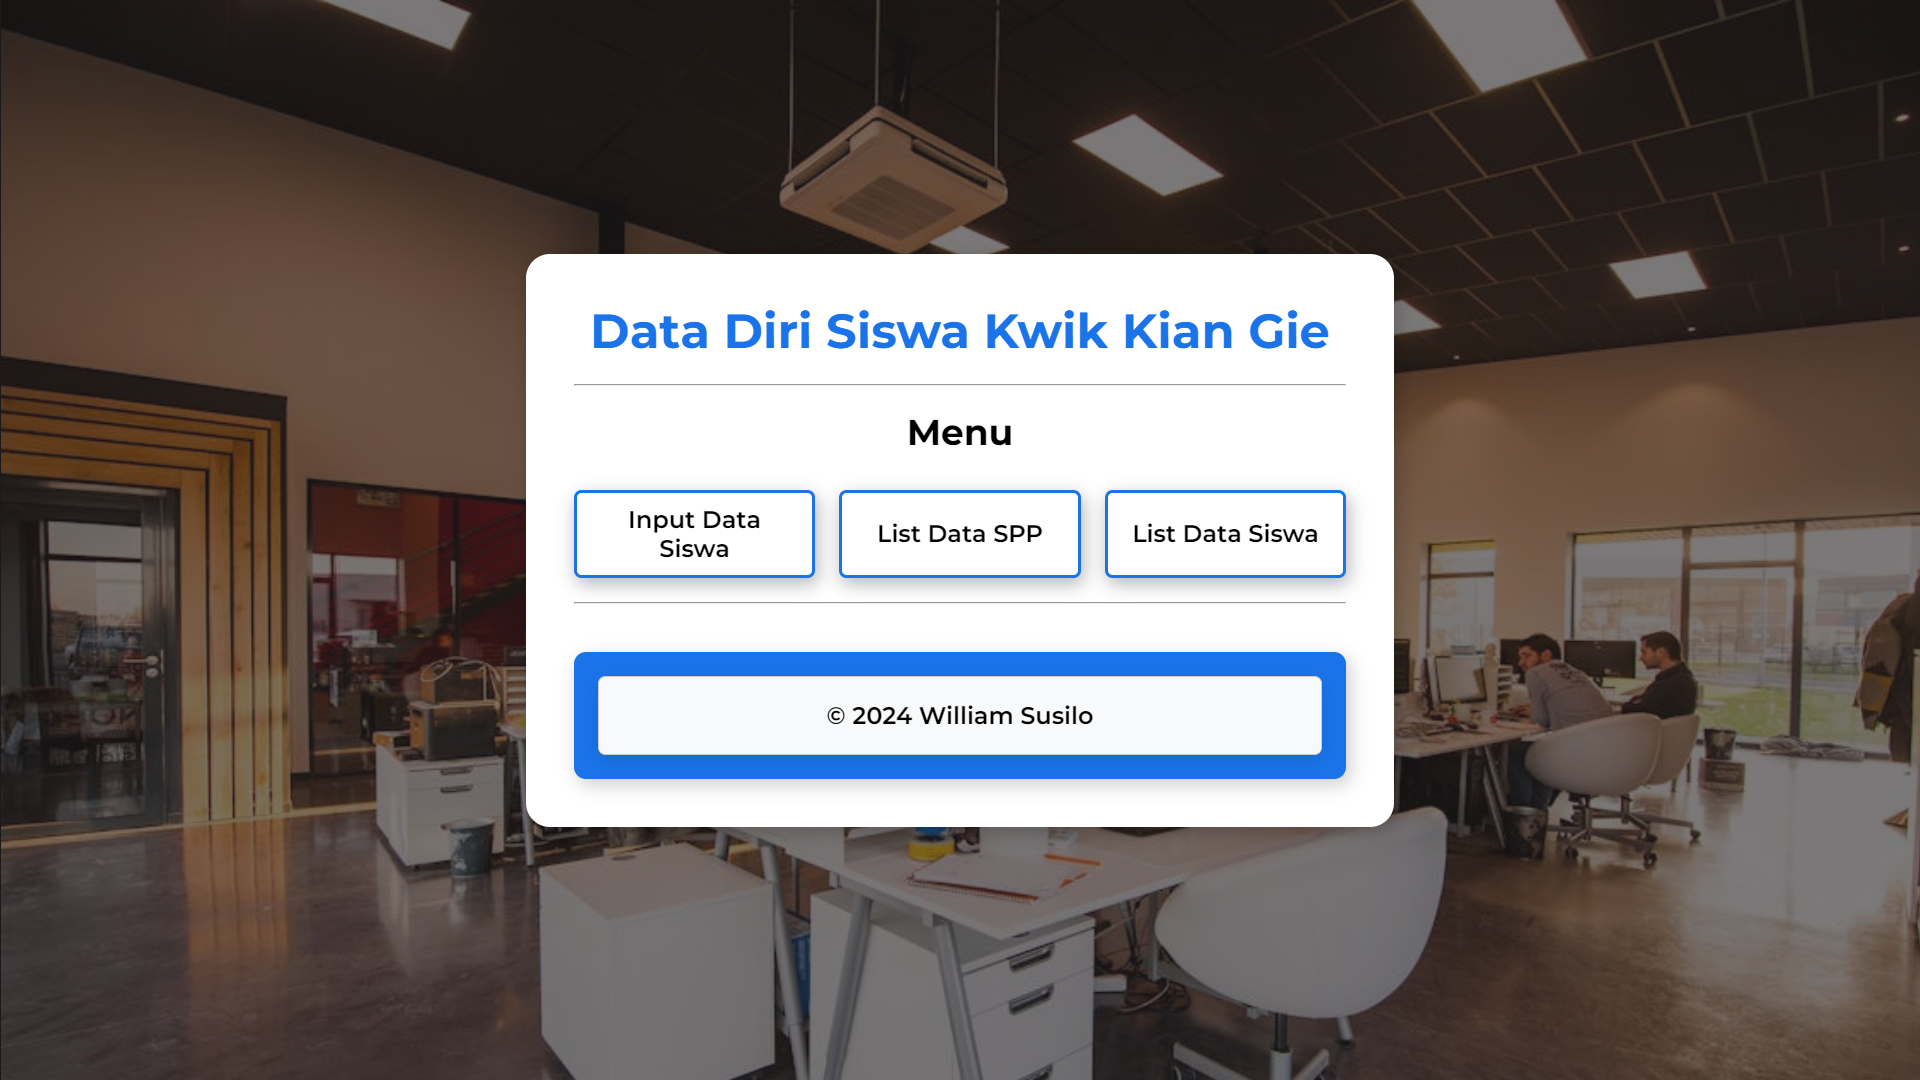 Data Diri Siswa Kwik Kian Gie
Menu
Input Data
Siswa
List Data SPP
List Data Siswa
© 2024 William Susilo